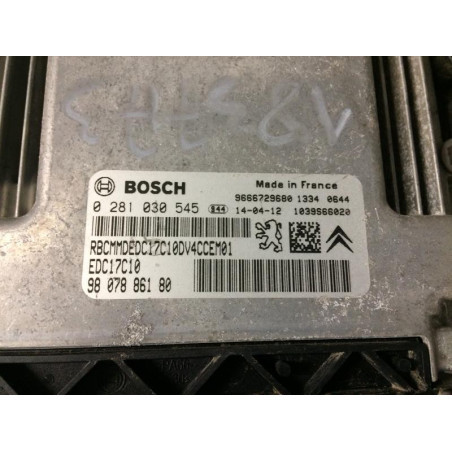 BOSCH
Made in France
9666729680 1334 0644
0 281 030 545 544 14-04-12 1039S66020
RBCMMDEDC17C10DV4CCEM01
EDC17C10
98 078 861 80